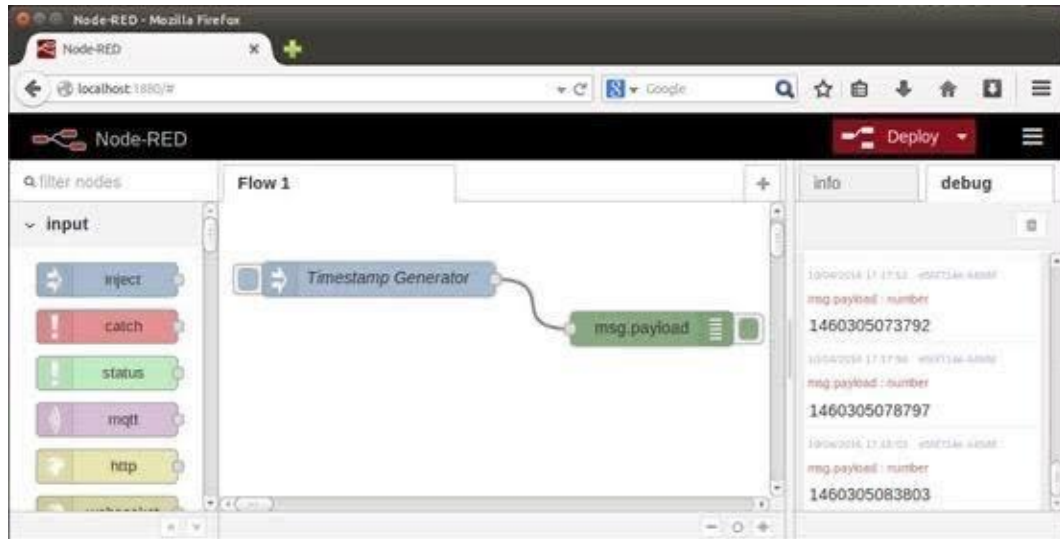 Node-RED - Mozilla Firefox
Node-RED
localhost:1880/#
Google
Node-RED
Deploy
filter nodes
Flow 1
info
debug
input
inject
catch
status
mqtt
http
Timestamp Generator
msg.payload
msg.payload : number
1460305073792
msg.payload : number
1460305078797
msg.payload : number
1460305083803